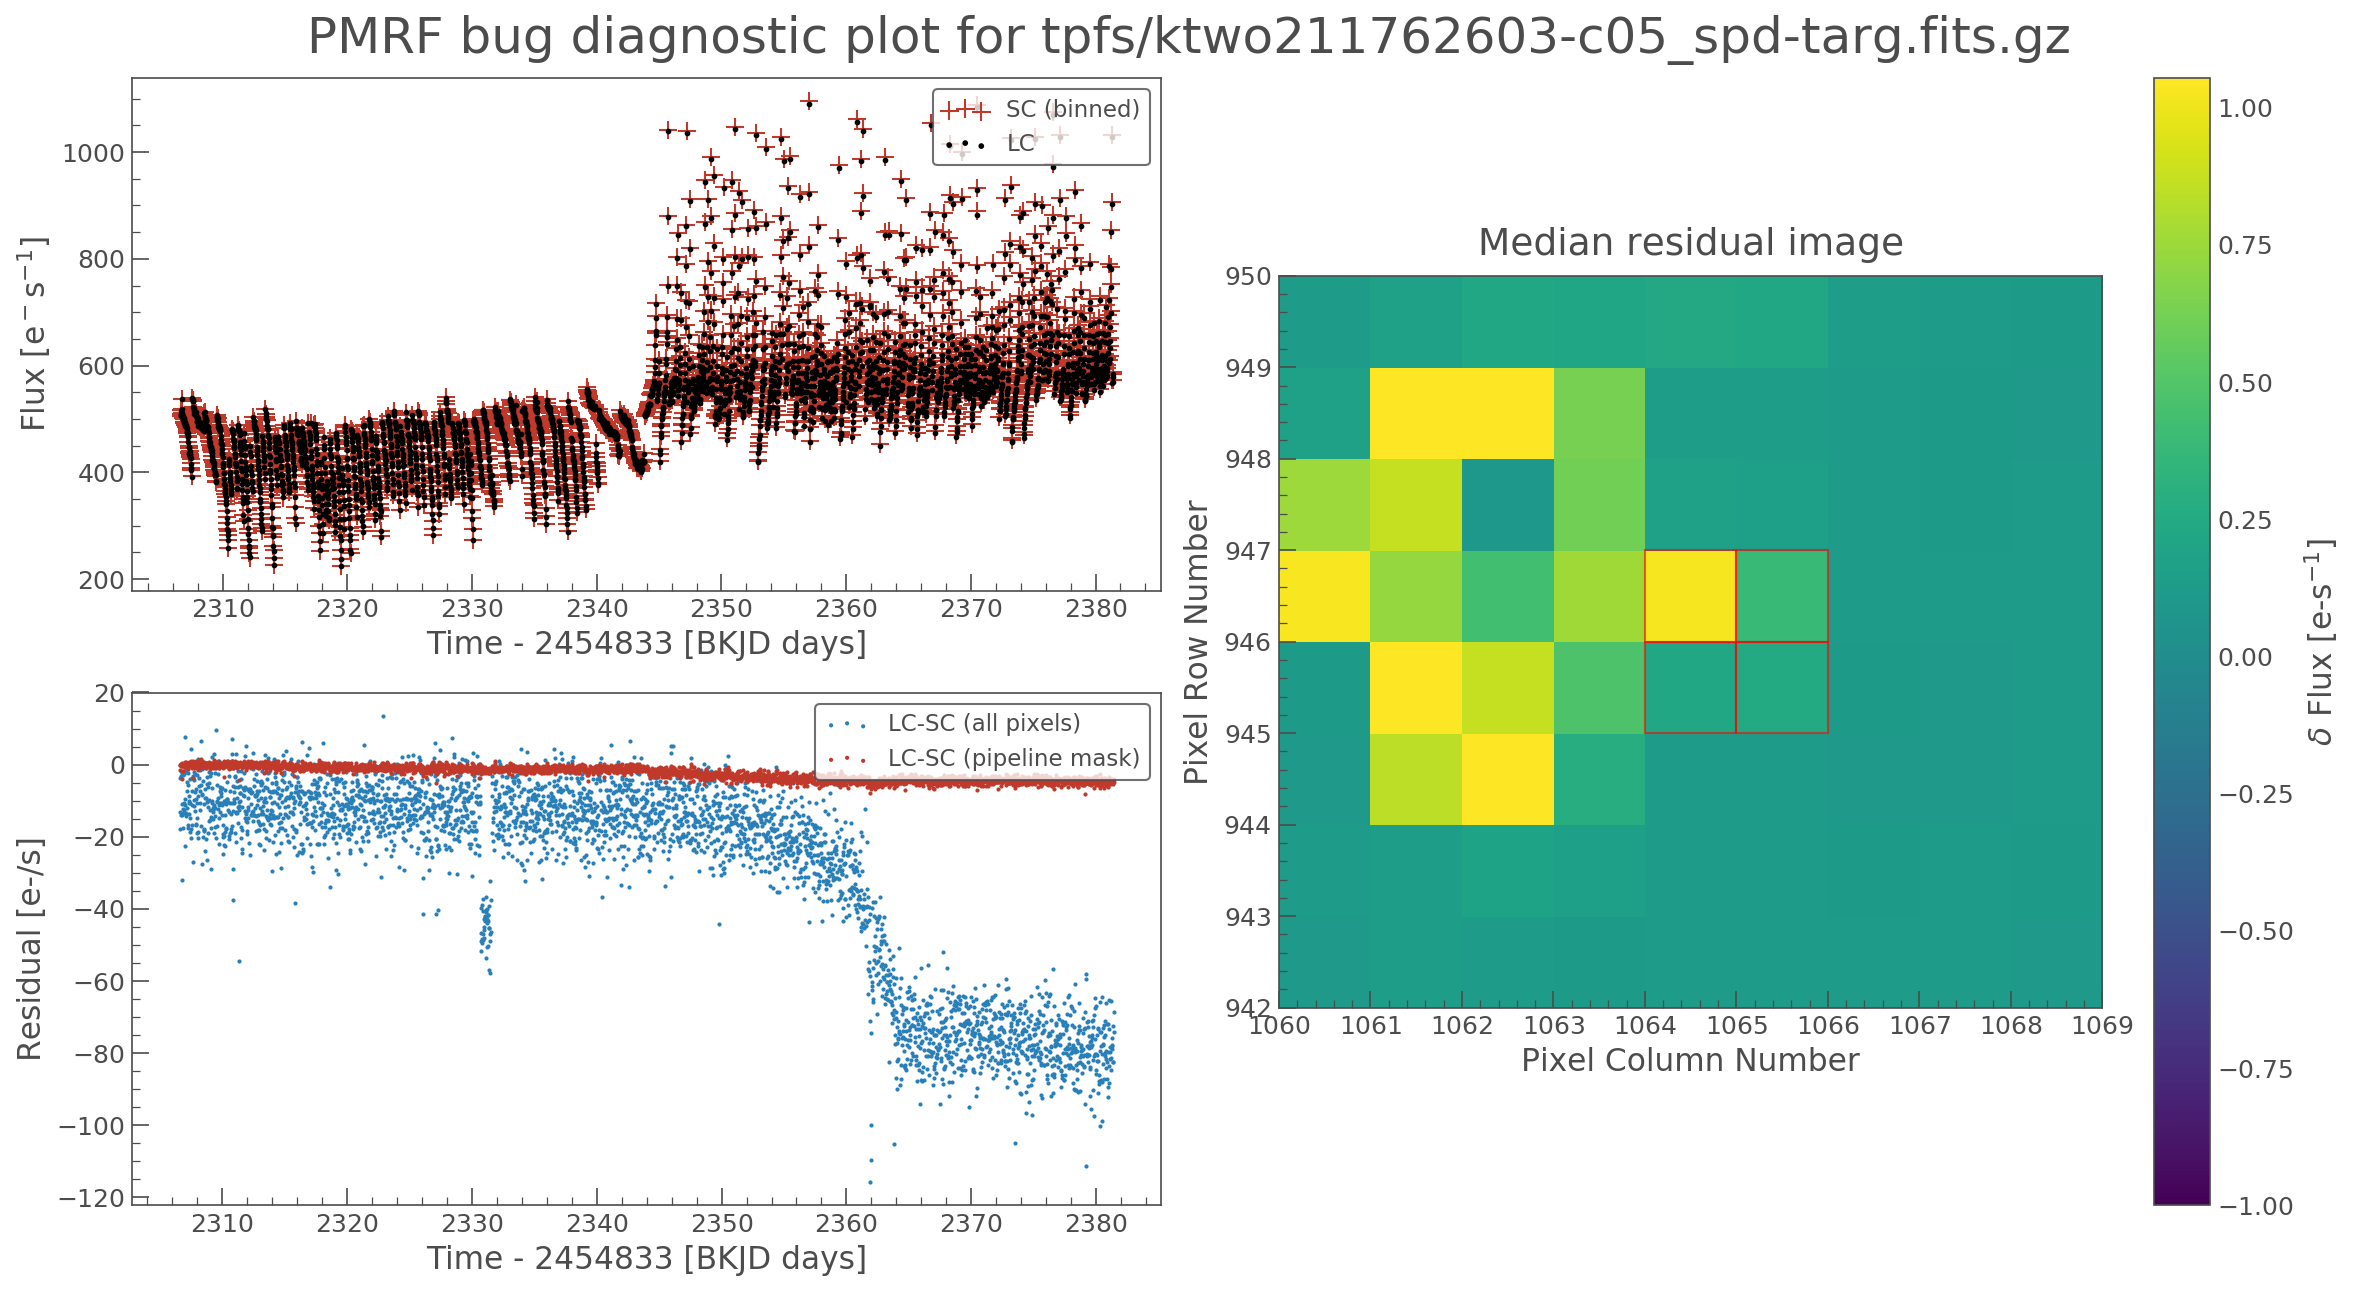 PMRF bug diagnostic plot for tpfs/ktwo211762603-c05_spd-targ.fits.gz
Flux [e⁻ s⁻¹]
1000
800
600
400
200
SC (binned)
LC
2310 2320 2330 2340 2350 2360 2370 2380
Time - 2454833 [BKJD days]
Residual [e-/s]
20
0
−20
−40
−60
−80
−100
−120
LC-SC (all pixels)
LC-SC (pipeline mask)
2310 2320 2330 2340 2350 2360 2370 2380
Time - 2454833 [BKJD days]
Median residual image
Pixel Row Number
950
949
948
947
946
945
944
943
942
1060 1061 1062 1063 1064 1065 1066 1067 1068 1069
Pixel Column Number
1.00
0.75
0.50
0.25
0.00
−0.25
−0.50
−0.75
−1.00
δ Flux [e-s⁻¹]